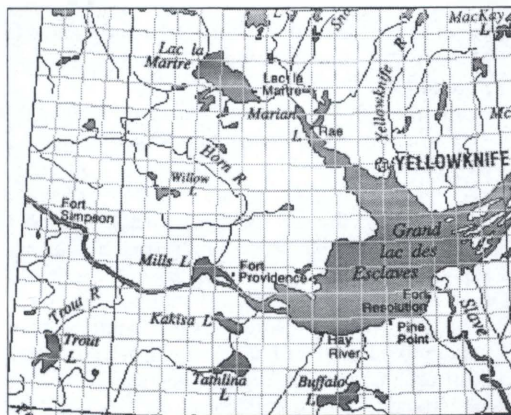 MacKay
L
Lac la
Martre
Lac la
Martre
Marian
L
Rae
Yellowknife
R
YELLOWKNIFE
Horn R
Willow
L
Fort
Simpson
Grand
lac des
Esclaves
Mills L
Fort
Providence
Fort
Resolution
Slave
Trout R
Kakisa L
Pine
Point
Hay
River
Trout
L
Tathlina
L
Buffalo
L